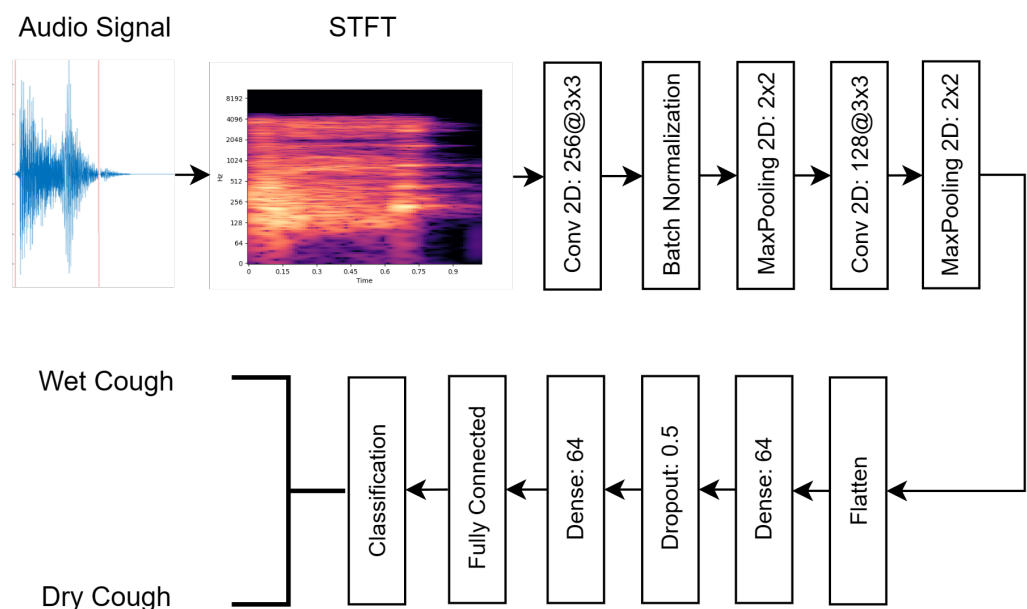 Audio Signal
STFT
8192
4096
2048
1024
512
256
128
64
0
Hz
0
0.15
0.3
0.45
0.6
0.75
0.9
Time
Conv 2D: 256@3x3
Batch Normalization
MaxPooling 2D: 2x2
Conv 2D: 128@3x3
MaxPooling 2D: 2x2
Flatten
Dense: 64
Dropout: 0.5
Dense: 64
Fully Connected
Classification
Wet Cough
Dry Cough